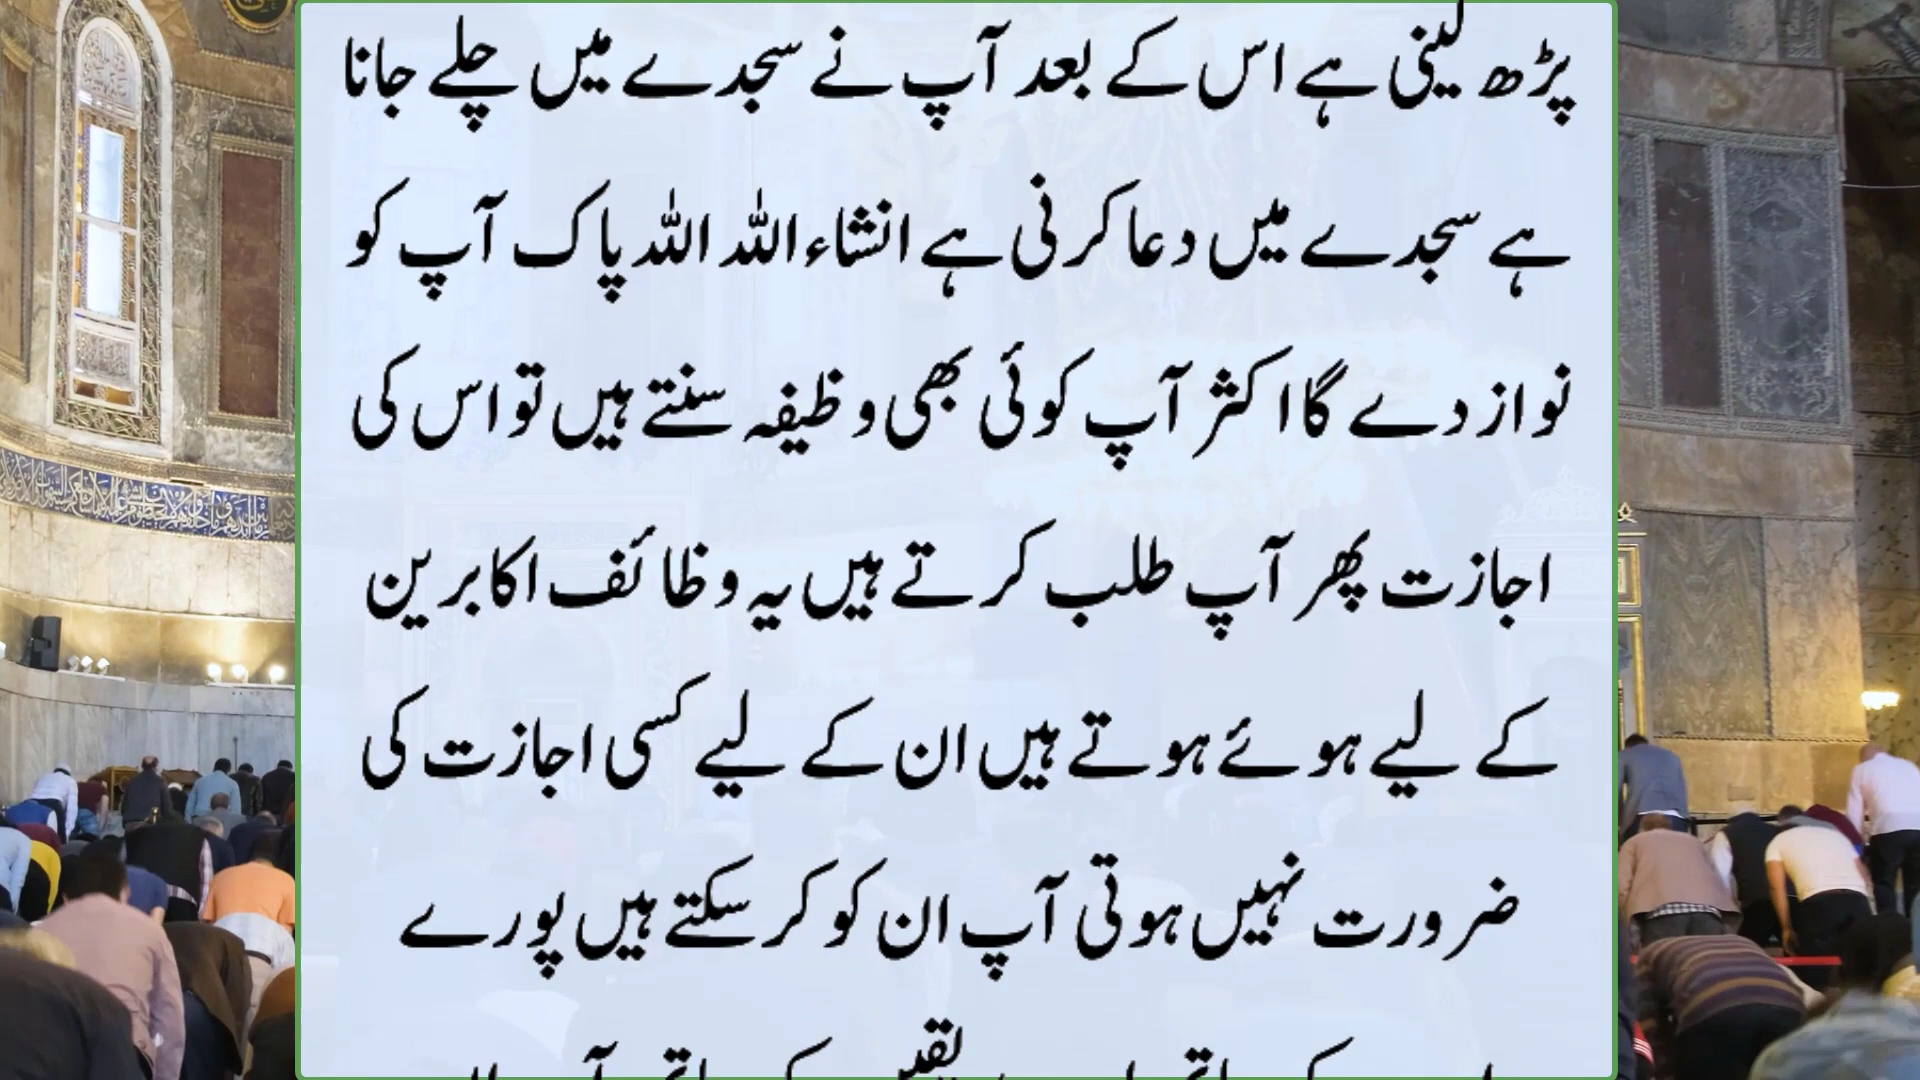 پڑھ لینی ہے اس کے بعد آپ نے سجدے میں چلے جانا
ہے سجدے میں دعا کرنی ہے انشاء اللہ اللہ پاک آپ کو
نواز دے گا اکثر آپ کوئی بھی وظیفہ سنتے ہیں تو اس کی
اجازت پھر آپ طلب کرتے ہیں یہ وظائف اکابرین
کے لیے ہوئے ہوتے ہیں ان کے لیے کسی اجازت کی
ضرورت نہیں ہوتی آپ ان کو کر سکتے ہیں پورے